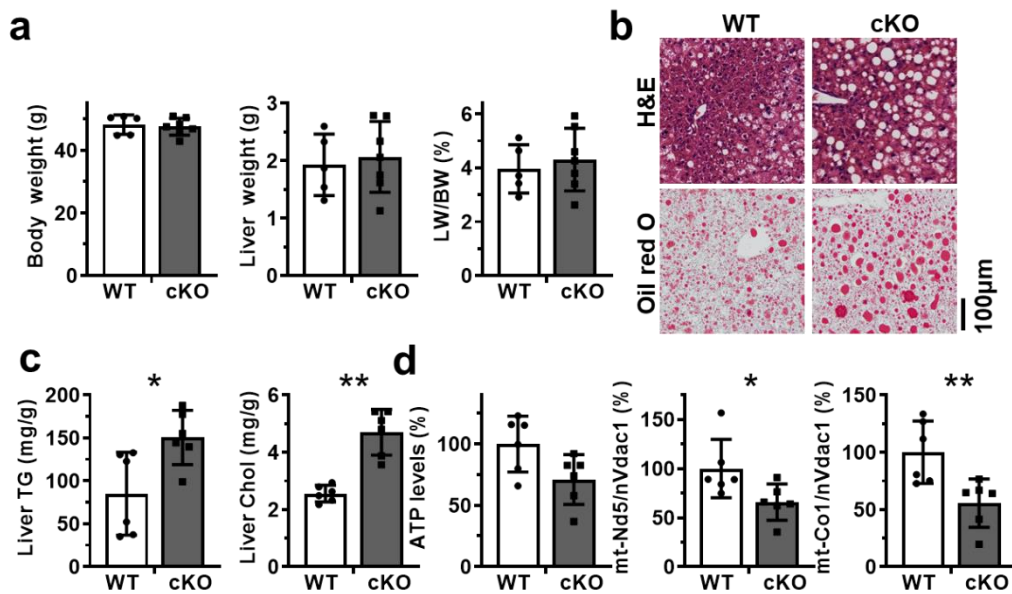 a
Body weight (g)
40
20
0
WT
cKO
Liver weight (g)
3
2
1
0
WT
cKO
LW/BW (%)
6
4
2
0
WT
cKO
b
WT
cKO
H&E
Oil red O
100μm
c
Liver TG (mg/g)
200
150
100
50
0
*
WT
cKO
Liver Chol (mg/g)
6
4
2
0
**
WT
cKO
d
ATP levels (%)
100
50
0
WT
cKO
mt-Nd5/nVdac1 (%)
150
100
50
0
*
WT
cKO
mt-Co1/nVdac1 (%)
150
100
50
0
**
WT
cKO